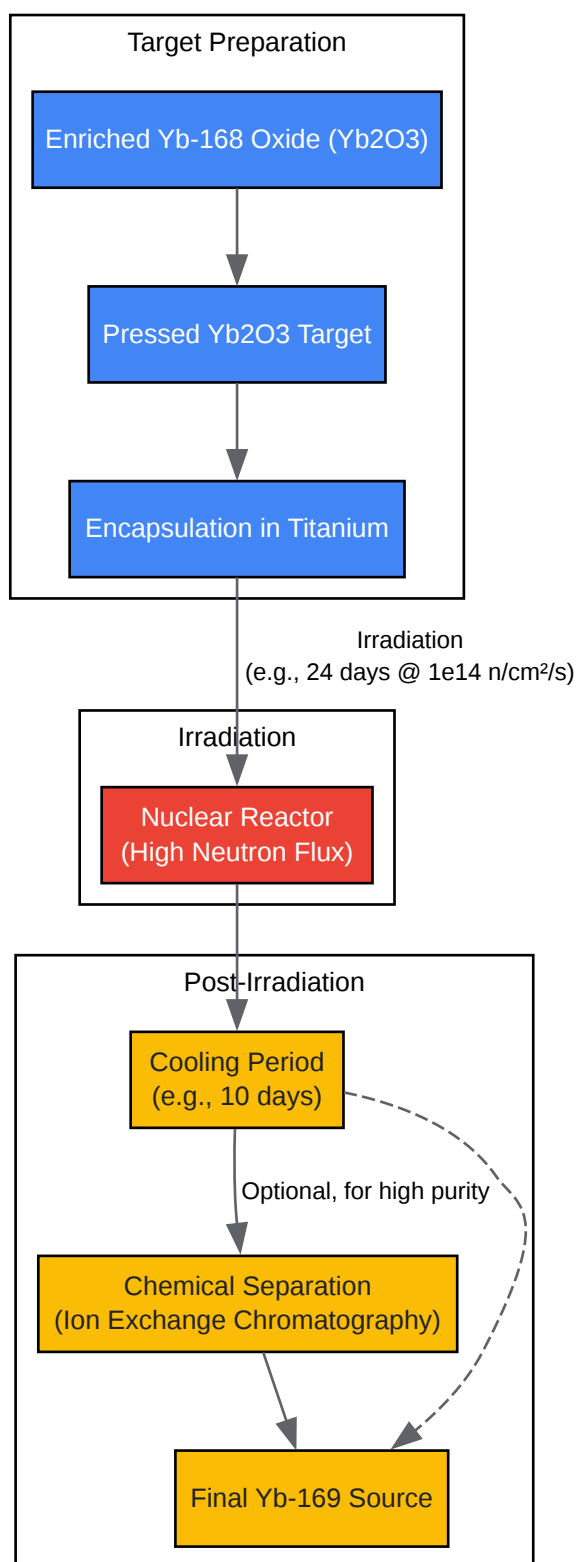 Target Preparation
Enriched Yb-168 Oxide (Yb2O3)
Pressed Yb2O3 Target
Encapsulation in Titanium
Irradiation
(e.g., 24 days @ 1e14 n/cm²/s)
Irradiation
Nuclear Reactor
(High Neutron Flux)
Post-Irradiation
Cooling Period
(e.g., 10 days)
Optional, for high purity
Chemical Separation
(Ion Exchange Chromatography)
Final Yb-169 Source